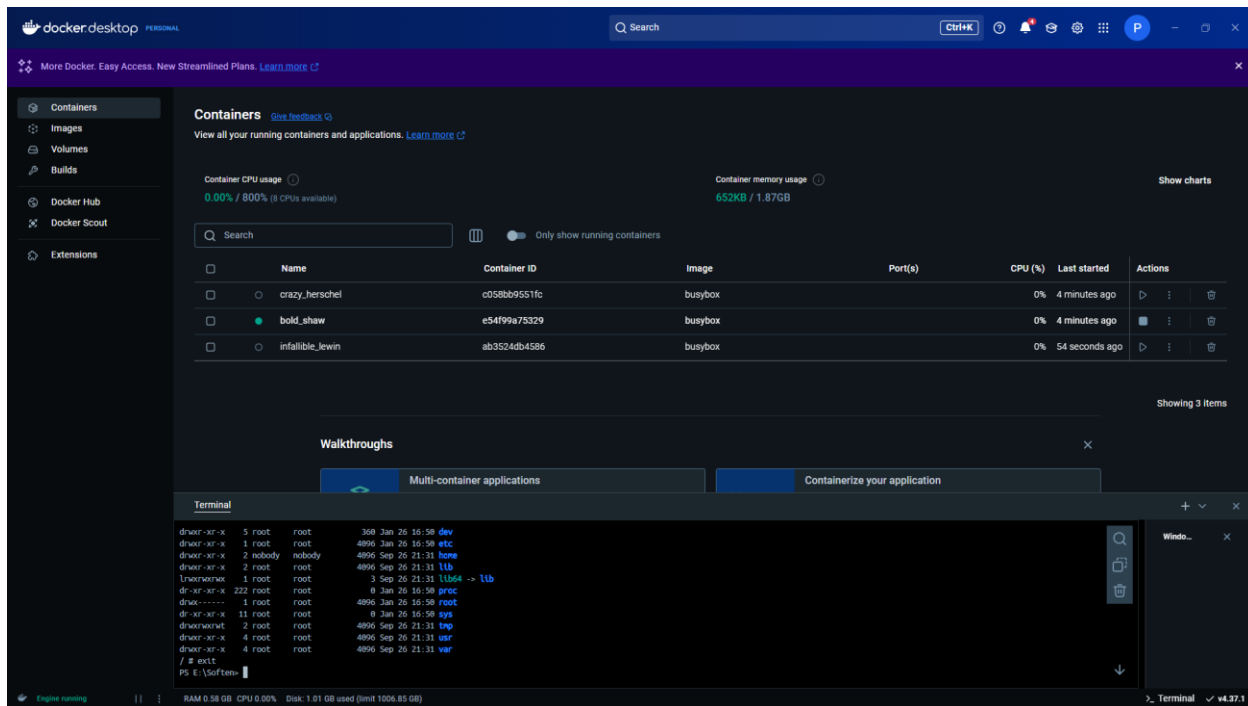 docker.desktop PERSONAL
Search
Ctrl+K
P
More Docker. Easy Access. New Streamlined Plans. Learn more
Containers
Images
Volumes
Builds
Docker Hub
Docker Scout
Extensions
Containers Give feedback
View all your running containers and applications. Learn more
Container CPU usage
0.00% / 800% (8 CPUs available)
Container memory usage
652KB / 1.87GB
Show charts
Search
Only show running containers
Name Container ID Image Port(s) CPU (%) Last started Actions
crazy_herschel c058bb9551fc busybox 0% 4 minutes ago
bold_shaw e54f99a75329 busybox 0% 4 minutes ago
infallible_lewin ab3524db4586 busybox 0% 54 seconds ago
Showing 3 items
Walkthroughs
Multi-container applications
Containerize your application
Terminal
drwxr-xr-x 5 root root 360 Jan 26 16:50 dev
drwxr-xr-x 1 root root 4096 Jan 26 16:50 etc
drwxr-xr-x 2 nobody nobody 4096 Sep 26 21:31 home
drwxr-xr-x 2 root root 4096 Sep 26 21:31 lib
lrwxrwxrwx 1 root root 3 Sep 26 21:31 lib64 -> lib
dr-xr-xr-x 222 root root 0 Jan 26 16:50 proc
drwx------ 1 root root 4096 Jan 26 16:50 root
dr-xr-xr-x 11 root root 0 Jan 26 16:50 sys
drwxrwxrwt 2 root root 4096 Sep 26 21:31 tmp
drwxr-xr-x 4 root root 4096 Sep 26 21:31 usr
drwxr-xr-x 4 root root 4096 Sep 26 21:31 var
/ # exit
PS E:\Soften>
Windo...
Engine running
RAM 0.58 GB CPU 0.00% Disk: 1.01 GB used (limit 1006.85 GB)
>_ Terminal
v4.37.1